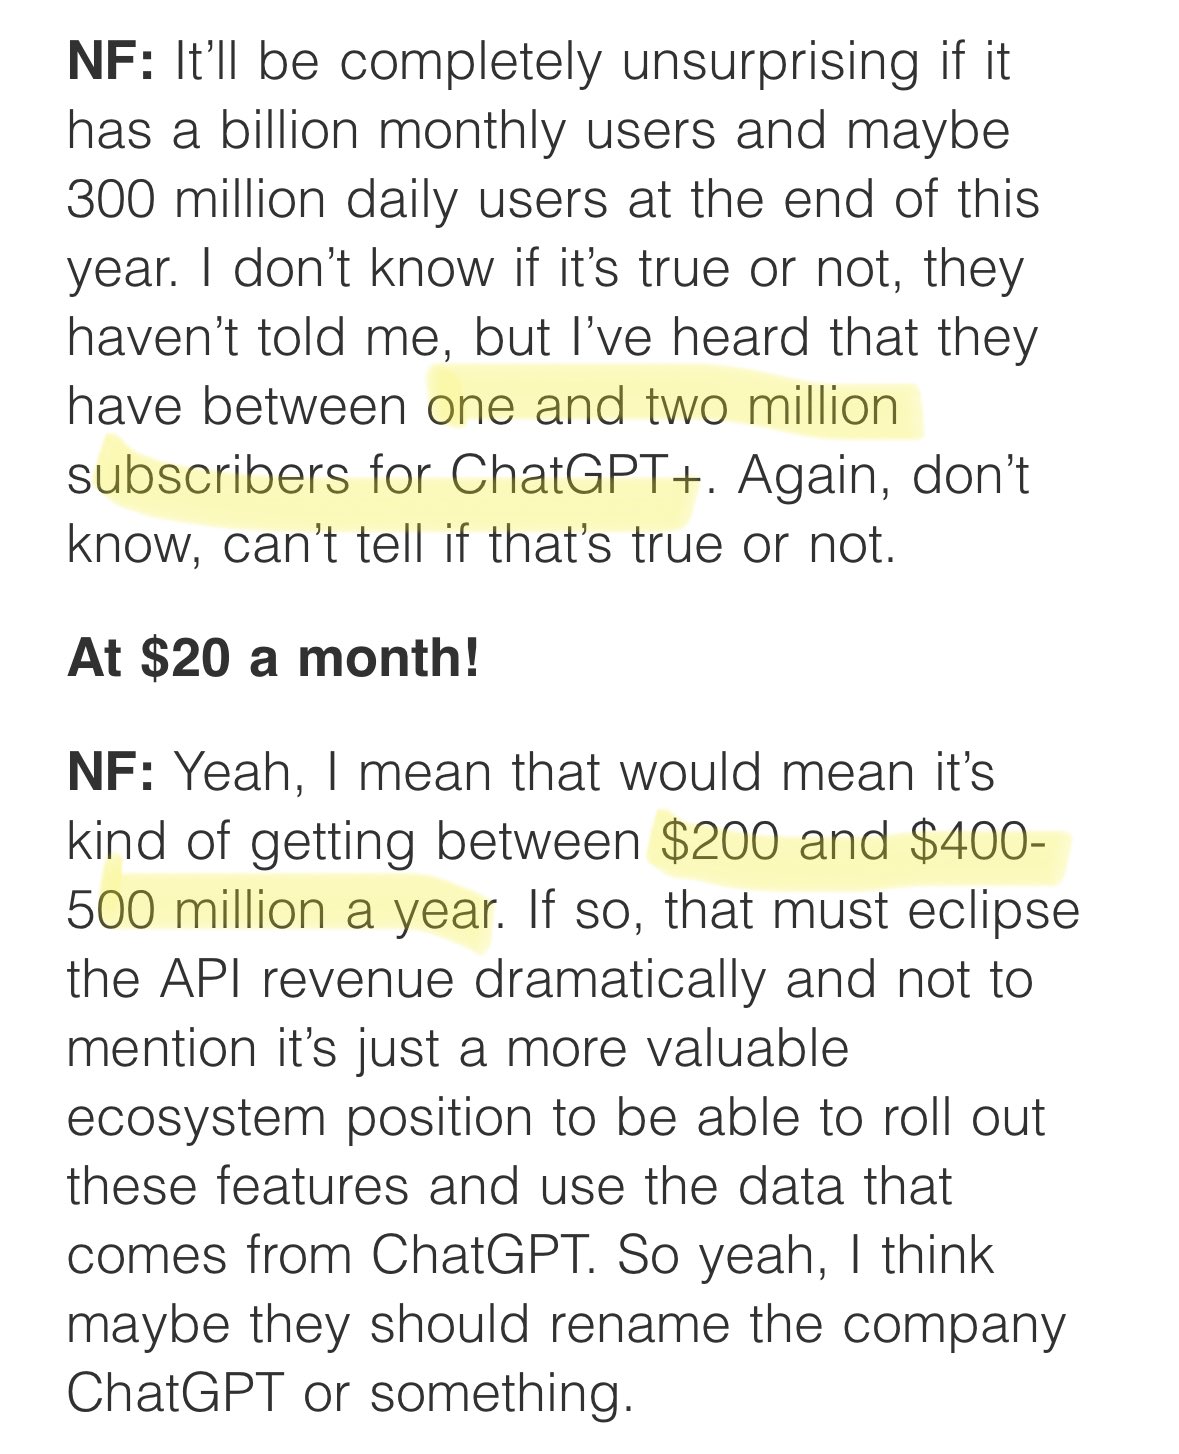 NF: It’ll be completely unsurprising if it
has a billion monthly users and maybe
300 million daily users at the end of this
year. I don’t know if it’s true or not, they
haven’t told me, but I’ve heard that they
have between one and two million
subscribers for ChatGPT+. Again, don’t
know, can’t tell if that’s true or not.
At $20 a month!
NF: Yeah, I mean that would mean it’s
kind of getting between $200 and $400-
500 million a year. If so, that must eclipse
the API revenue dramatically and not to
mention it’s just a more valuable
ecosystem position to be able to roll out
these features and use the data that
comes from ChatGPT. So yeah, I think
maybe they should rename the company
ChatGPT or something.